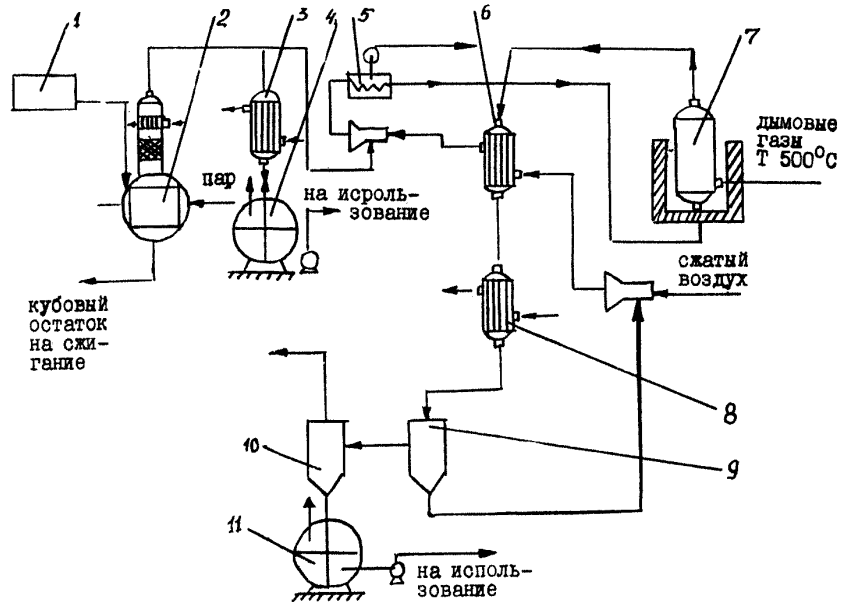 1
2
3
4
5
6
7
дымовые
газы
Т 500°С
пар
на исроль-
зование
сжатый
воздух
кубовый
остаток
на сжи-
гание
8
9
10
11
на исполь-
зование